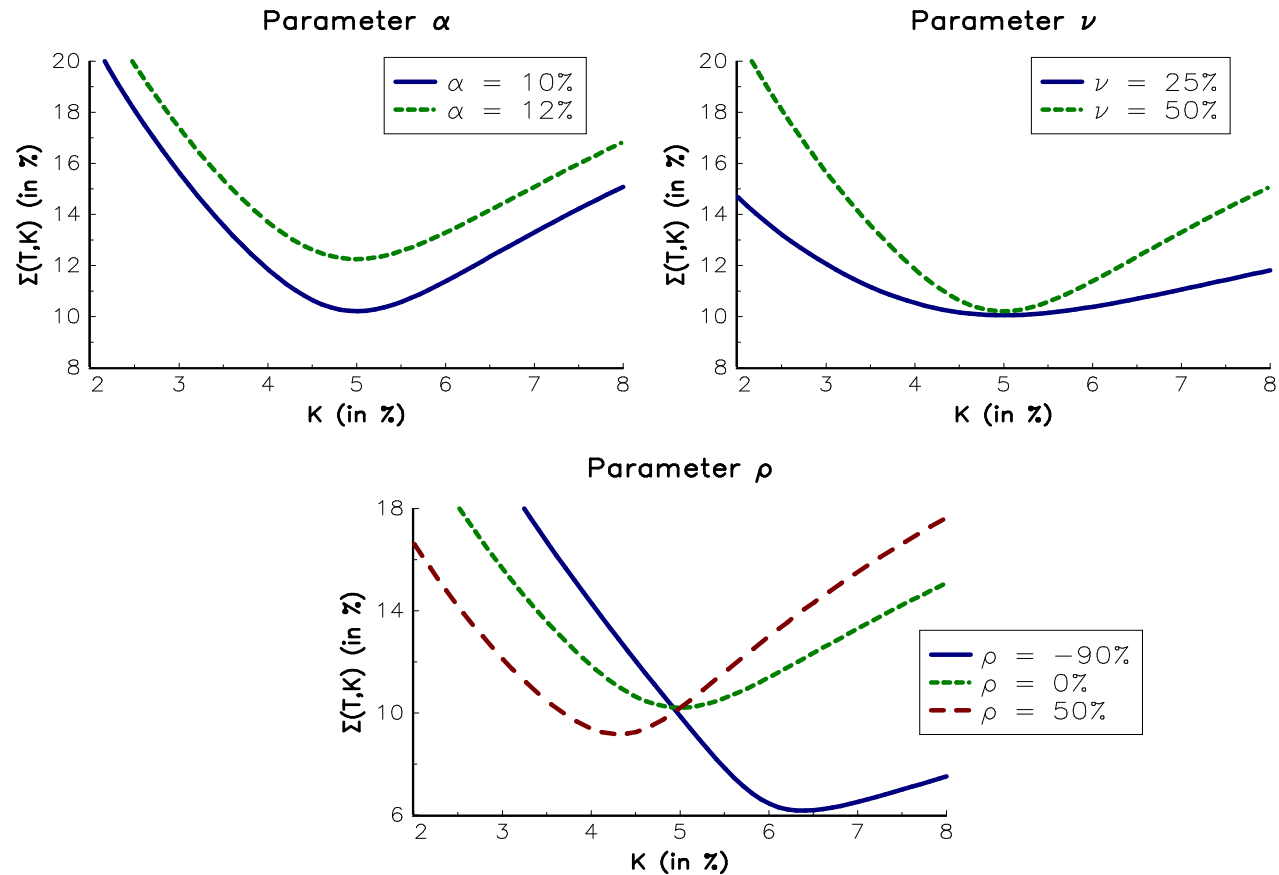 Parameter α
Σ(T,K) (in %)
20
18
16
14
12
10
8
α = 10%
α = 12%
2 3 4 5 6 7 8
K (in %)
Parameter ν
Σ(T,K) (in %)
20
18
16
14
12
10
8
ν = 25%
ν = 50%
2 3 4 5 6 7 8
K (in %)
Parameter ρ
Σ(T,K) (in %)
18
14
10
6
ρ = −90%
ρ = 0%
ρ = 50%
2 3 4 5 6 7 8
K (in %)